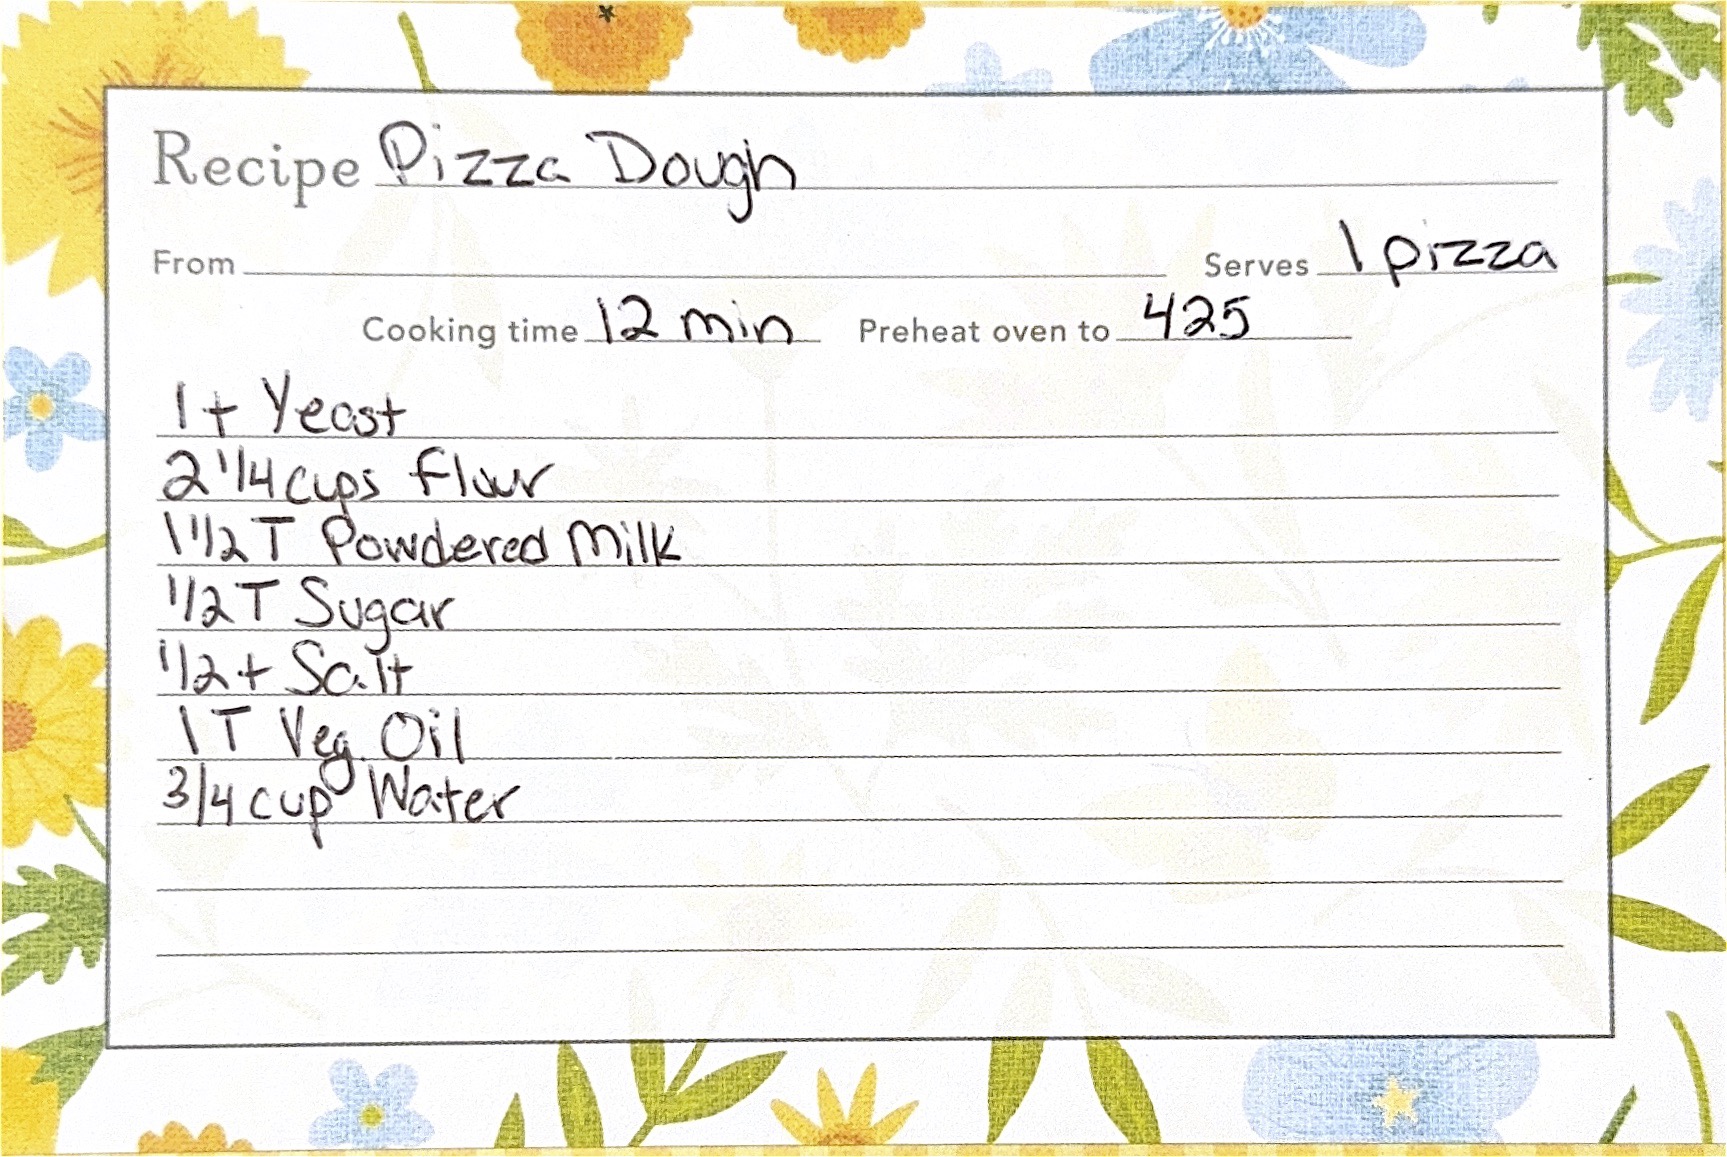 Recipe Pizza Dough
From Serves 1 pizza
Cooking time 12 min Preheat oven to 425
1 t Yeast
2 1/4 cups flour
1 1/2 T Powdered Milk
1/2 T Sugar
1/2 t Salt
1 T Veg. Oil
3/4 cup Water